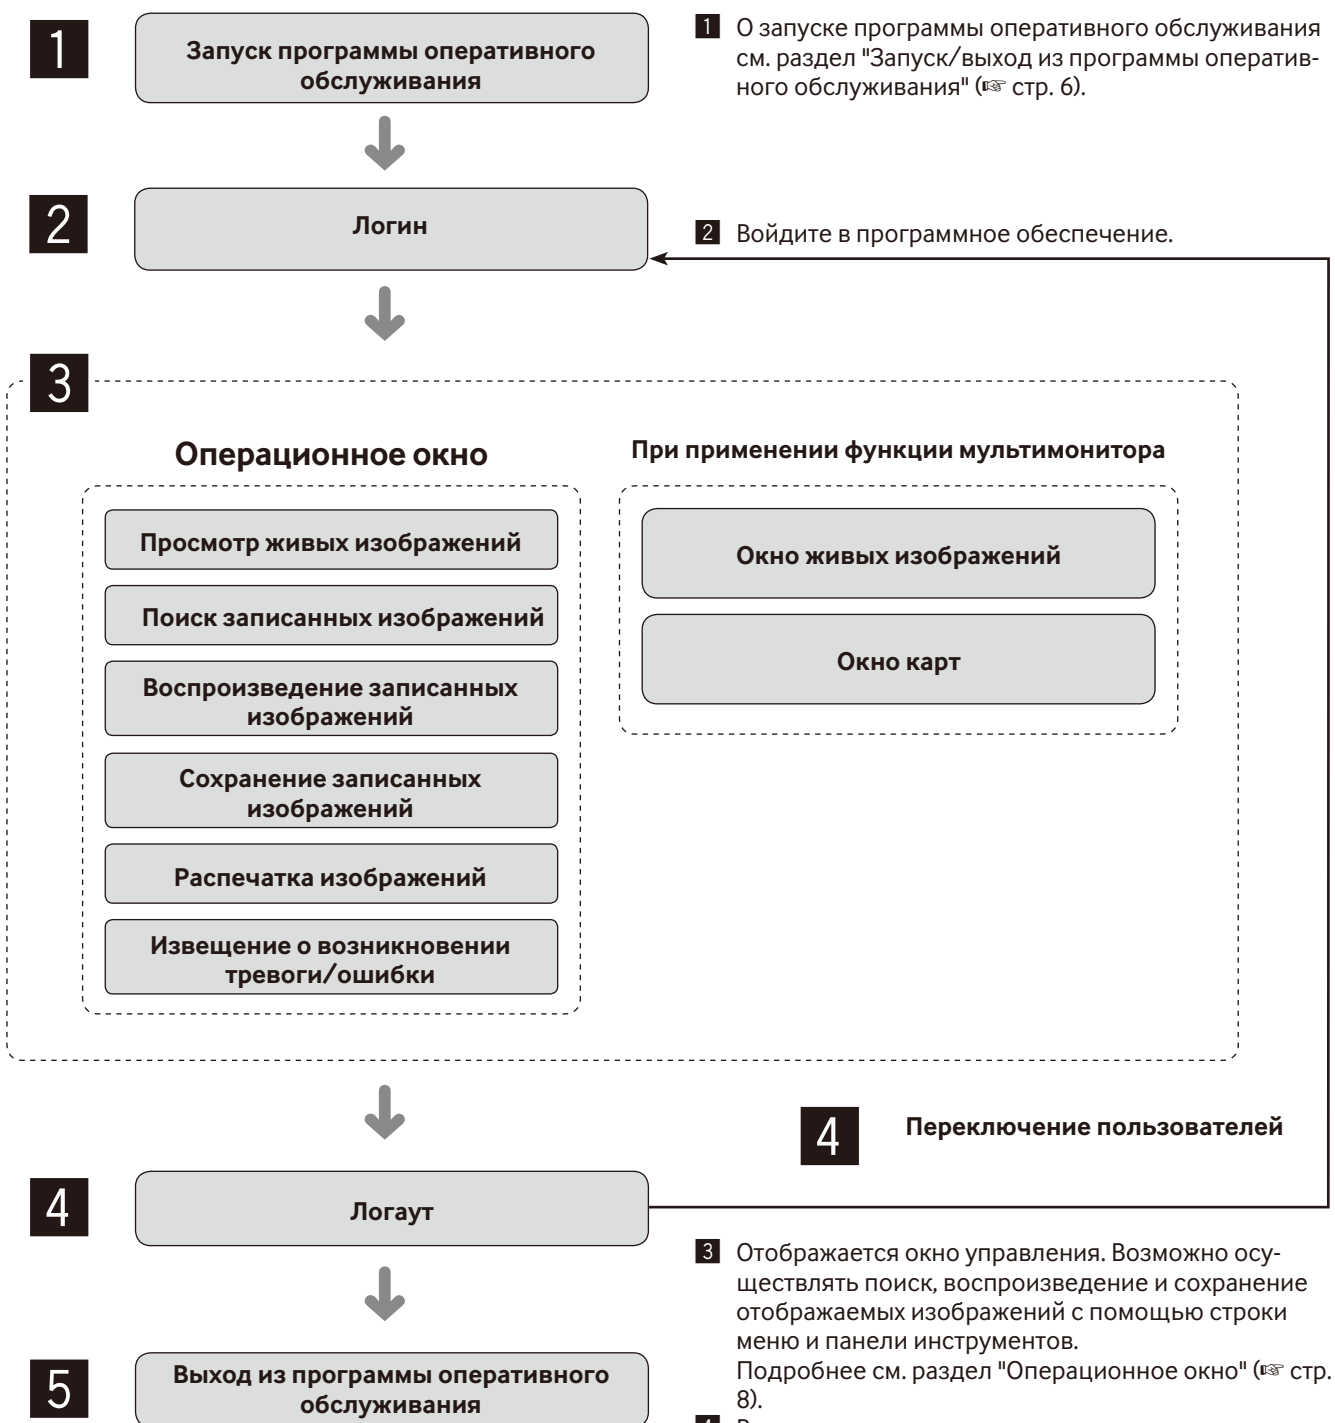 1
Запуск программы оперативного
обслуживания
1 О запуске программы оперативного обслуживания
см. раздел "Запуск/выход из программы оператив-
ного обслуживания" (☞ стр. 6).
2
Логин
2 Войдите в программное обеспечение.
3
Операционное окно
Просмотр живых изображений
Поиск записанных изображений
Воспроизведение записанных
изображений
Сохранение записанных
изображений
Распечатка изображений
Извещение о возникновении
тревоги/ошибки
При применении функции мультимонитора
Окно живых изображений
Окно карт
4 Переключение пользователей
4
Логаут
3 Отображается окно управления. Возможно осу-
ществлять поиск, воспроизведение и сохранение
отображаемых изображений с помощью строки
меню и панели инструментов.
Подробнее см. раздел "Операционное окно" (☞ стр.
8).
5
Выход из программы оперативного
обслуживания